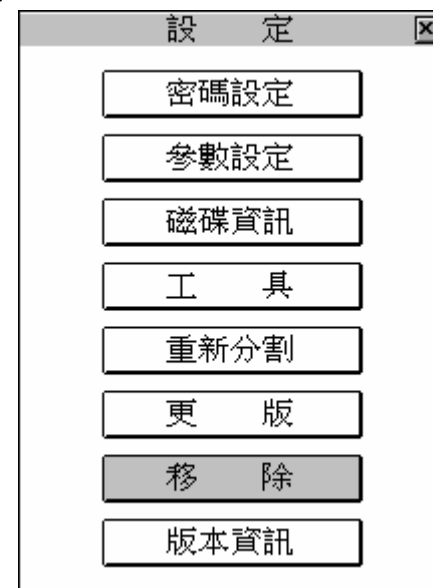 設 定
密碼設定
參數設定
磁碟資訊
工 具
重新分割
更 版
移 除
版本資訊